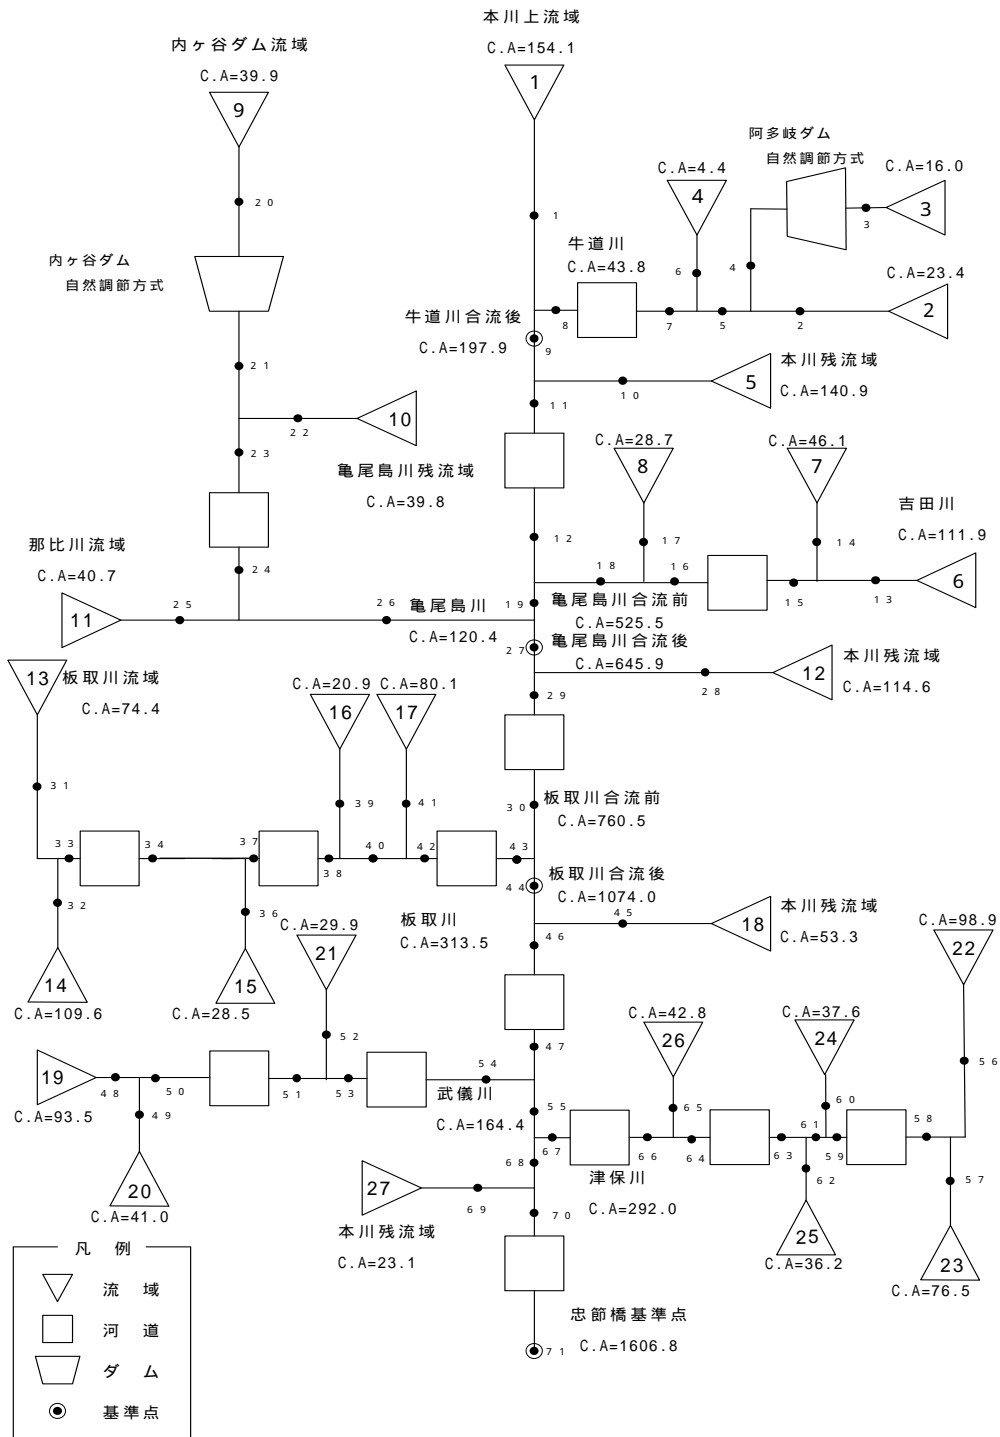 本川上流域
C.A=154.1
1
内ヶ谷ダム流域
C.A=39.9
9
20
内ヶ谷ダム
自然調節方式
21
22
10
23
亀尾島川残流域
C.A=39.8
24
那比川流域
C.A=40.7
11
25
26
亀尾島川
C.A=120.4
1
阿多岐ダム
自然調節方式
C.A=16.0
3
3
C.A=4.4
4
6
4
牛道川
C.A=43.8
8
7
5
2
C.A=23.4
2
牛道川合流後
C.A=197.9
9
本川残流域
C.A=140.9
5
10
11
12
C.A=28.7
8
17
C.A=46.1
7
14
吉田川
C.A=111.9
6
13
15
16
18
19
亀尾島川合流前
C.A=525.5
亀尾島川合流後
C.A=645.9
27
本川残流域
C.A=114.6
12
28
29
30
板取川合流前
C.A=760.5
13
板取川流域
C.A=74.4
31
C.A=20.9
16
39
C.A=80.1
17
41
33
34
37
38
40
42
43
32
14
C.A=109.6
36
15
C.A=28.5
板取川
C.A=313.5
板取川合流後
C.A=1074.0
44
本川残流域
C.A=53.3
18
45
46
47
C.A=29.9
21
52
19
C.A=93.5
48
50
49
20
C.A=41.0
51
53
54
武儀川
C.A=164.4
55
C.A=98.9
22
56
C.A=42.8
26
65
C.A=37.6
24
60
67
66
64
63
61
59
58
62
57
津保川
C.A=292.0
25
C.A=36.2
23
C.A=76.5
68
27
69
本川残流域
C.A=23.1
70
忠節橋基準点
C.A=1606.8
71
凡 例
流 域
河 道
ダ ム
基準点